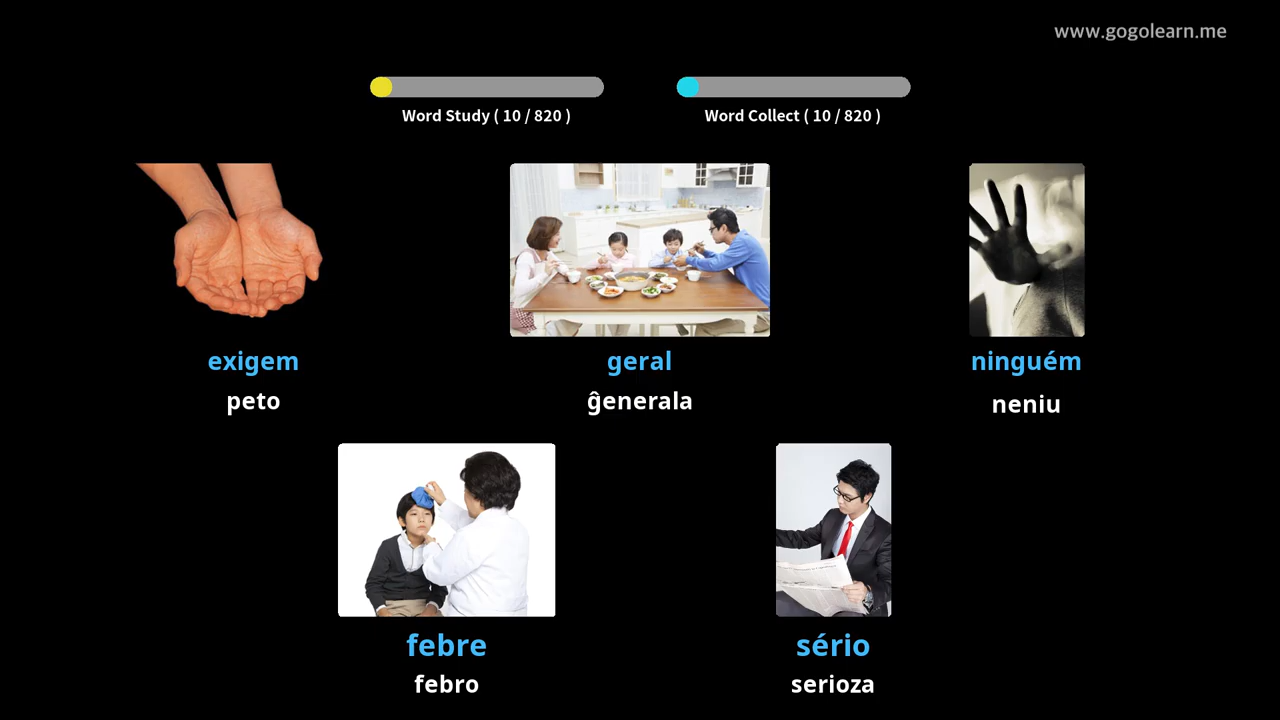 www.gogolearn.me
Word Study ( 10 / 820 )
Word Collect ( 10 / 820 )
exigem
peto
geral
ĝenerala
ninguém
neniu
febre
febro
sério
serioza